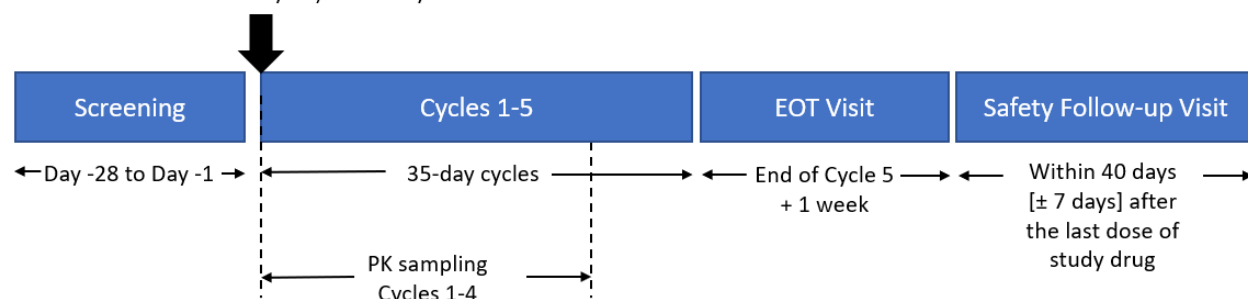 Screening
Cycles 1-5
EOT Visit
Safety Follow-up Visit
Day -28 to Day -1
35-day cycles
End of Cycle 5
+ 1 week
Within 40 days
[± 7 days] after
the last dose of
study drug
PK sampling
Cycles 1-4